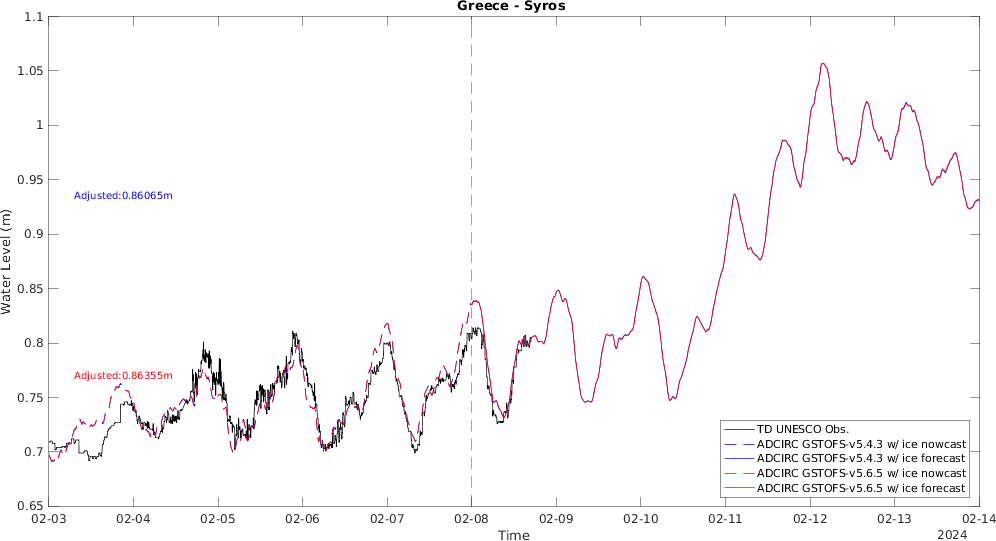 Greece - Syros
1.1
1.05
1
0.95
0.9
0.85
0.8
0.75
0.7
0.65
Water Level (m)
Adjusted:0.86065m
Adjusted:0.86355m
TD UNESCO Obs.
ADCIRC GSTOFS-v5.4.3 w/ ice nowcast
ADCIRC GSTOFS-v5.4.3 w/ ice forecast
ADCIRC GSTOFS-v5.6.5 w/ ice nowcast
ADCIRC GSTOFS-v5.6.5 w/ ice forecast
02-03 02-04 02-05 02-06 02-07 02-08 02-09 02-10 02-11 02-12 02-13 02-14
Time
2024